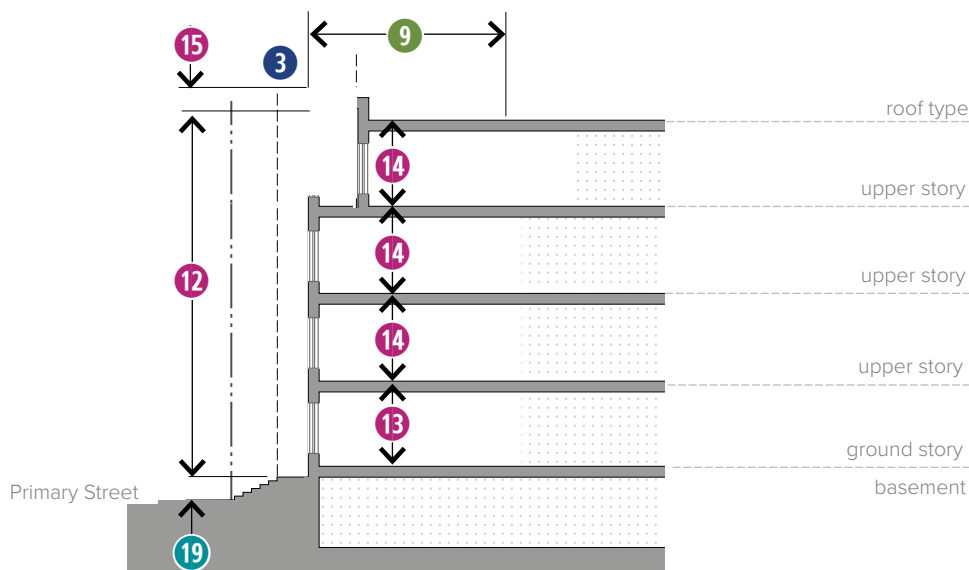 15
3
9
roof type
14
upper story
14
12
upper story
14
upper story
13
ground story
Primary Street
basement
19